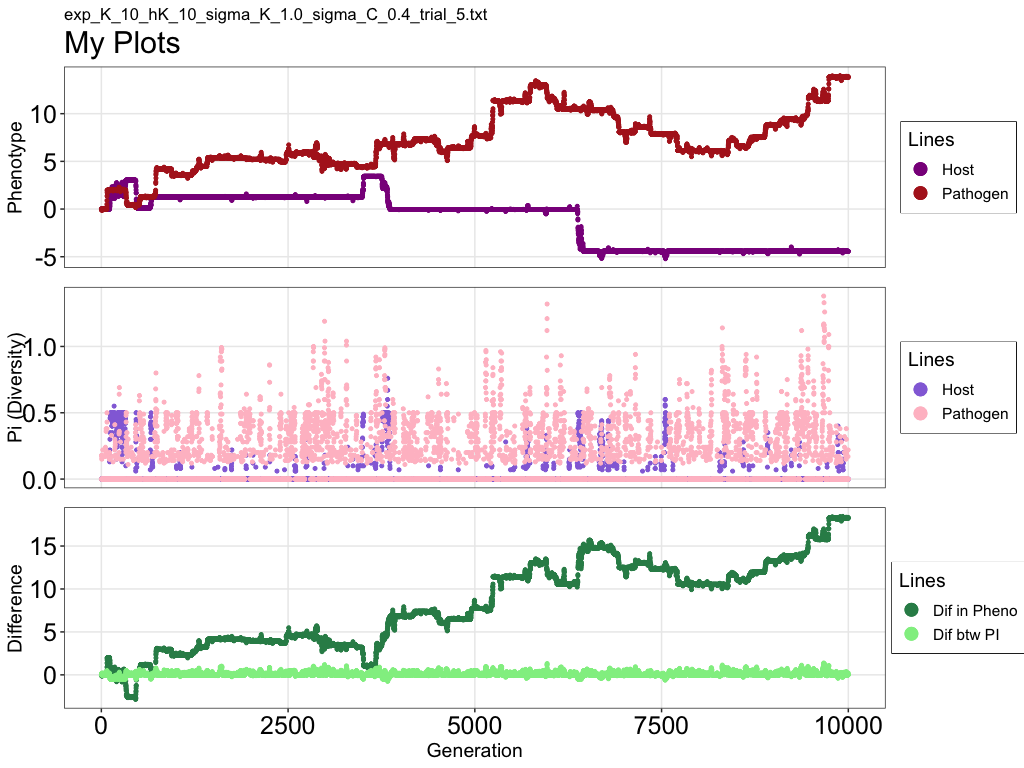 exp_K_10_hK_10_sigma_K_1.0_sigma_C_0.4_trial_5.txt
My Plots
Phenotype
10
5
0
-5
Lines
Host
Pathogen
Pi (Diversity)
1.0
0.5
0.0
Lines
Host
Pathogen
Difference
15
10
5
0
Lines
Dif in Pheno
Dif btw PI
0 2500 5000 7500 10000
Generation